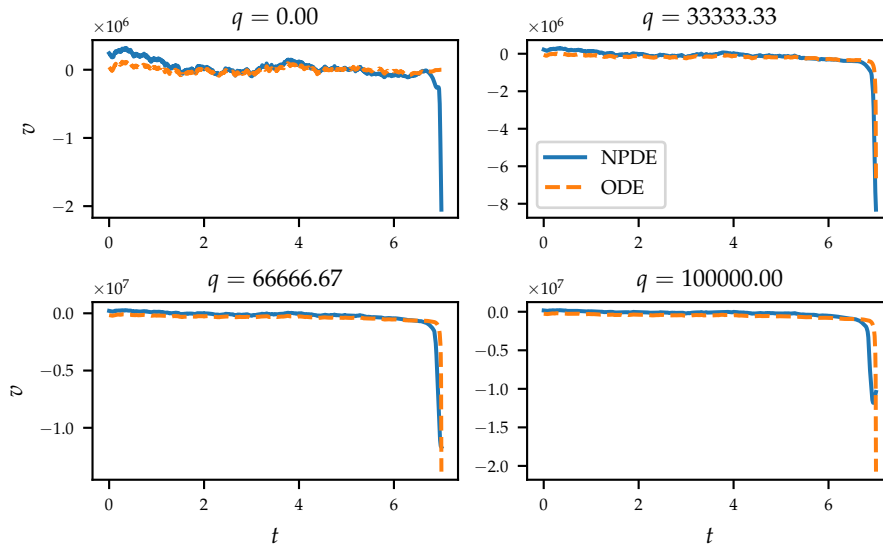 q = 0.00
×10⁶
0
−1
−2
0 2 4 6
v
q = 33333.33
×10⁶
0
−2
−4
−6
−8
0 2 4 6
NPDE
ODE
q = 66666.67
×10⁷
0.0
−0.5
−1.0
0 2 4 6
v
t
q = 100000.00
×10⁷
0.0
−0.5
−1.0
−1.5
−2.0
0 2 4 6
t